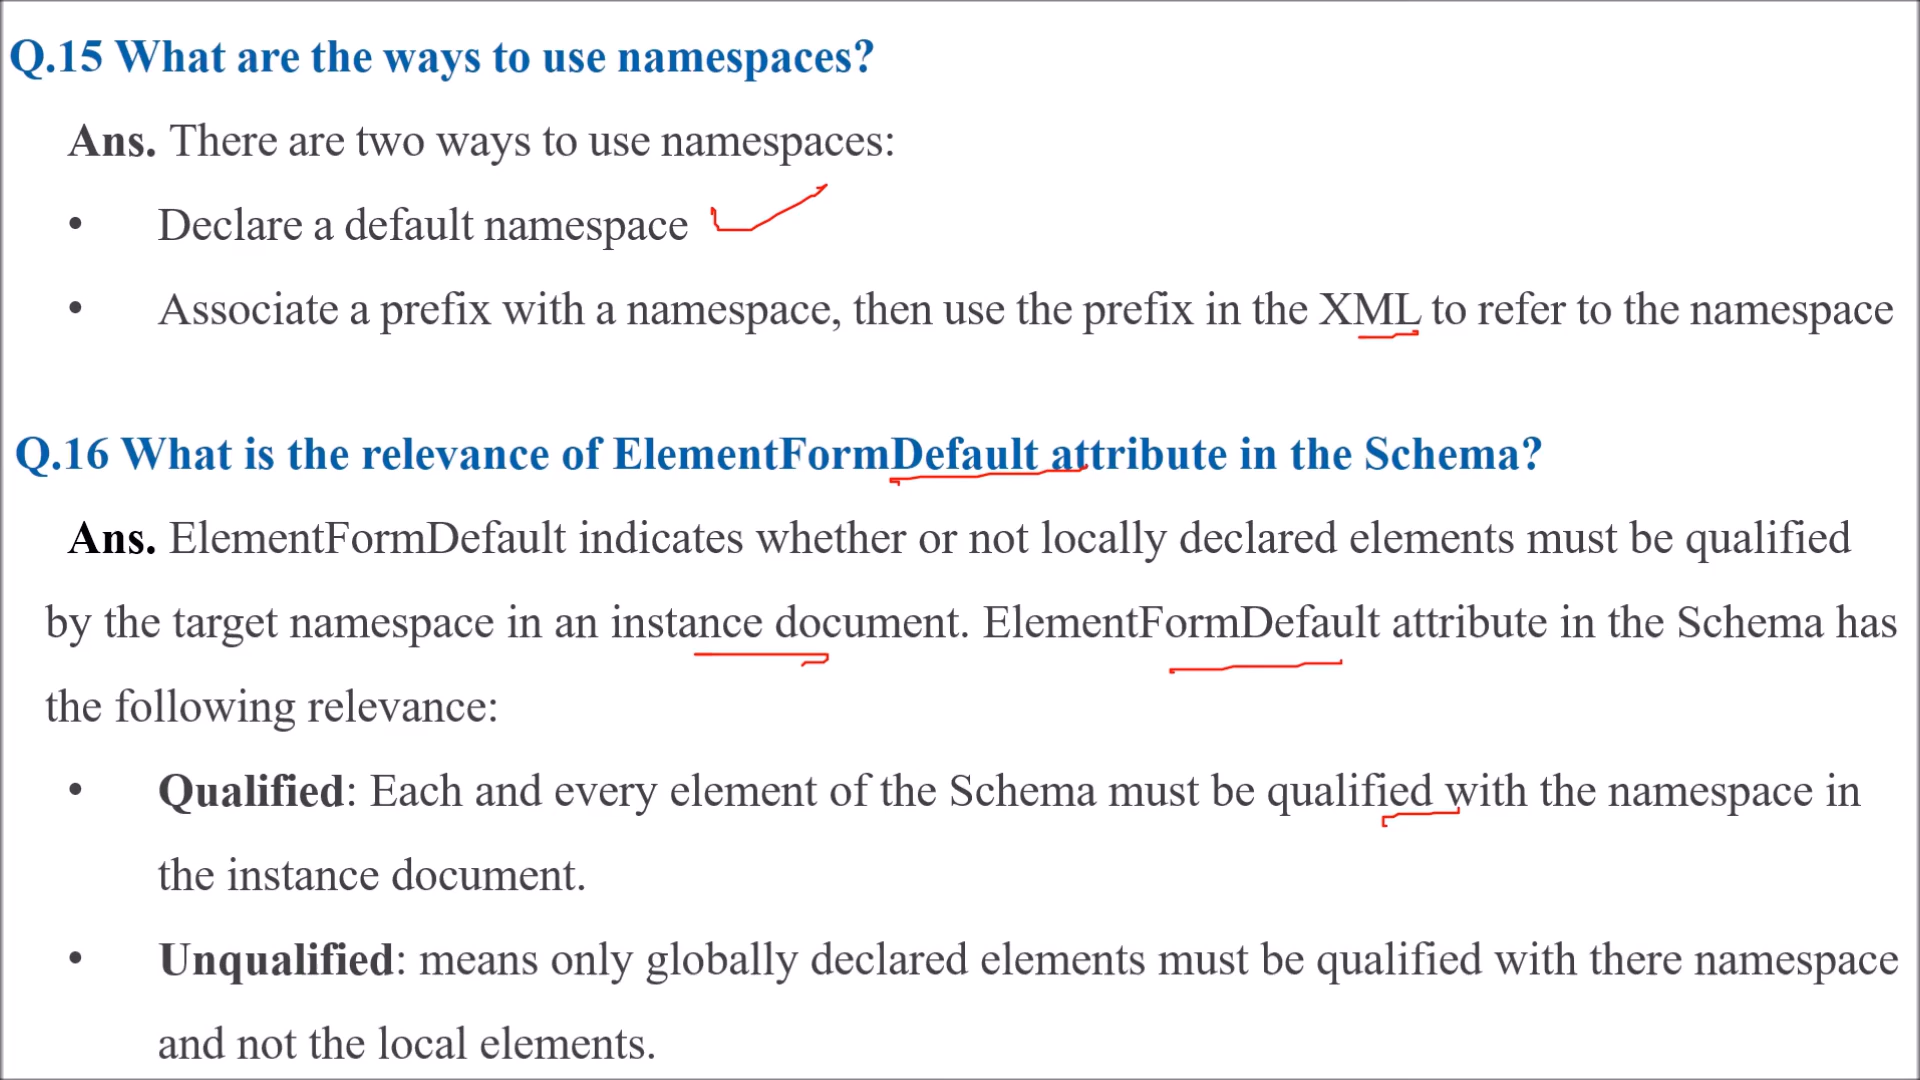 Q.15 What are the ways to use namespaces?
Ans. There are two ways to use namespaces:
• Declare a default namespace
• Associate a prefix with a namespace, then use the prefix in the XML to refer to the namespace
Q.16 What is the relevance of ElementFormDefault attribute in the Schema?
Ans. ElementFormDefault indicates whether or not locally declared elements must be qualified
by the target namespace in an instance document. ElementFormDefault attribute in the Schema has
the following relevance:
• Qualified: Each and every element of the Schema must be qualified with the namespace in
the instance document.
• Unqualified: means only globally declared elements must be qualified with there namespace
and not the local elements.